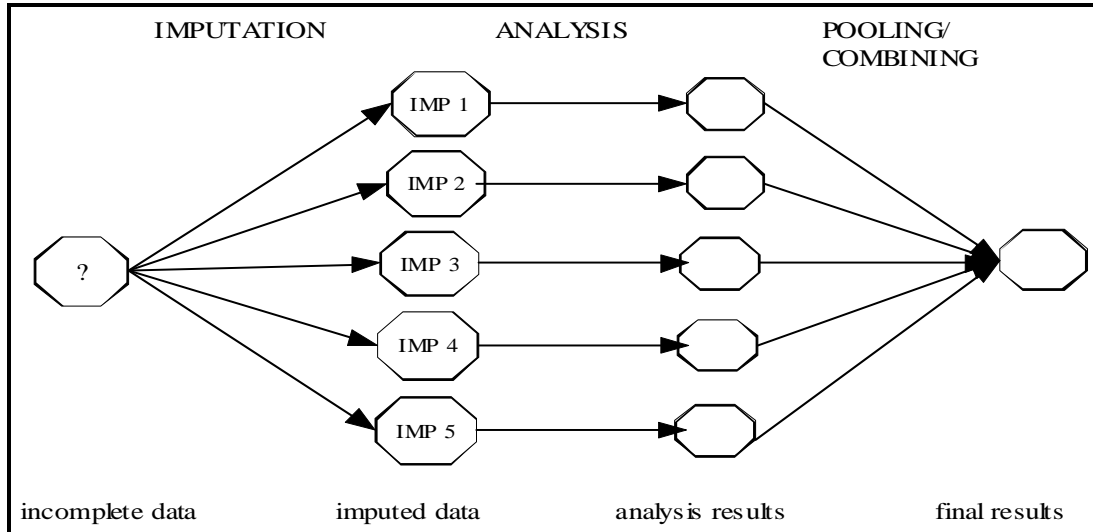 IMPUTATION
ANALYSIS
POOLING/
COMBINING
IMP 1
IMP 2
?
IMP 3
IMP 4
IMP 5
incomplete data
imputed data
analysis results
final results